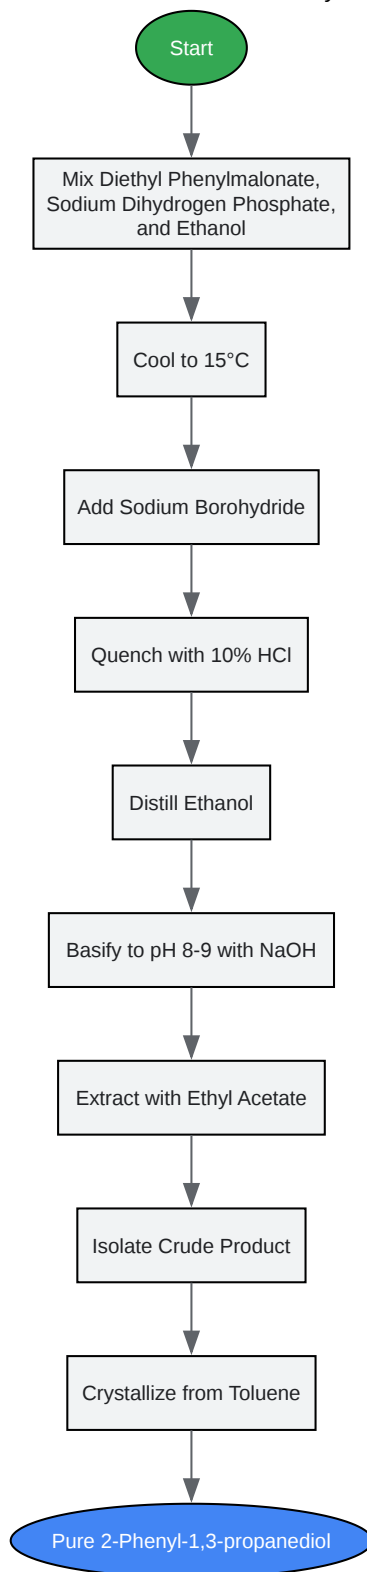 Start
Mix Diethyl Phenylmalonate,
Sodium Dihydrogen Phosphate,
and Ethanol
Cool to 15°C
Add Sodium Borohydride
Quench with 10% HCl
Distill Ethanol
Basify to pH 8-9 with NaOH
Extract with Ethyl Acetate
Isolate Crude Product
Crystallize from Toluene
Pure 2-Phenyl-1,3-propanediol